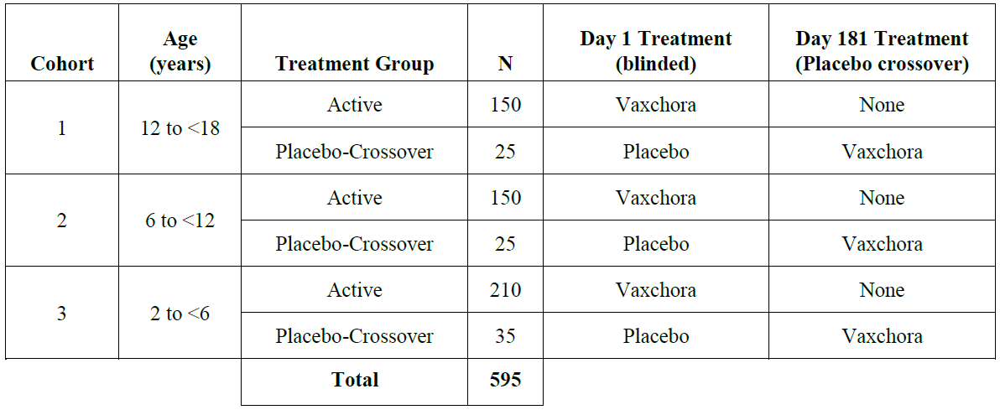 Cohort Age (years) Treatment Group N Day 1 Treatment (blinded) Day 181 Treatment (Placebo crossover)
1 12 to <18 Active 150 Vaxchora None
Placebo-Crossover 25 Placebo Vaxchora
2 6 to <12 Active 150 Vaxchora None
Placebo-Crossover 25 Placebo Vaxchora
3 2 to <6 Active 210 Vaxchora None
Placebo-Crossover 35 Placebo Vaxchora
Total 595